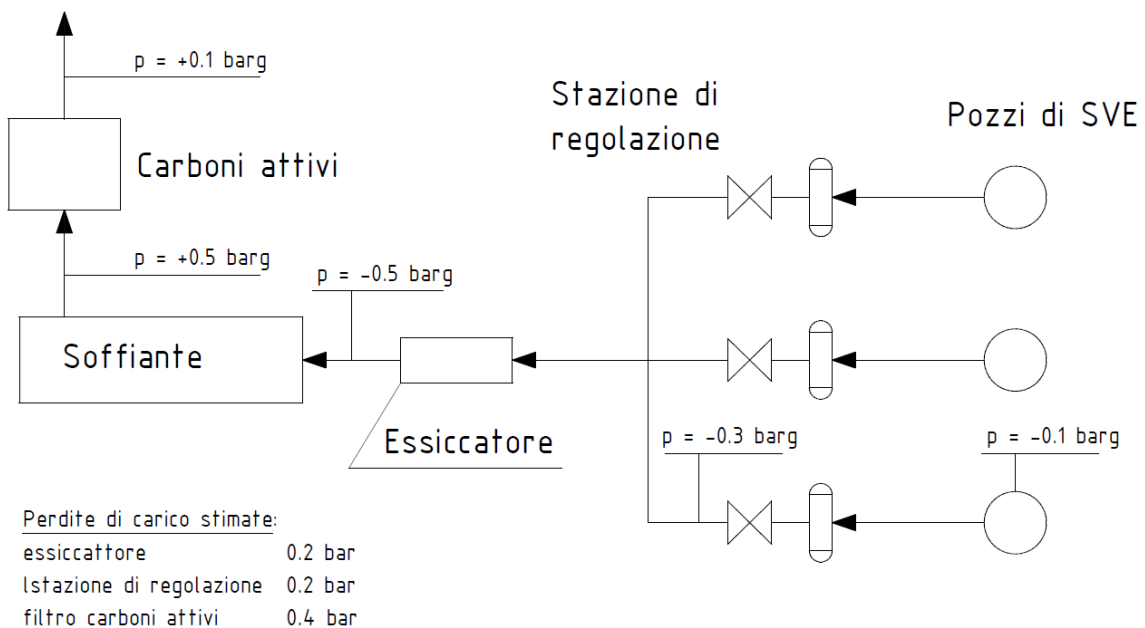 p = +0.1 barg
Stazione di
regolazione
Pozzi di SVE
Carboni attivi
p = +0.5 barg
p = -0.5 barg
Soffiante
Essiccatore
p = -0.3 barg
p = -0.1 barg
Perdite di carico stimate:
essiccattore 0.2 bar
lstazione di regolazione 0.2 bar
filtro carboni attivi 0.4 bar